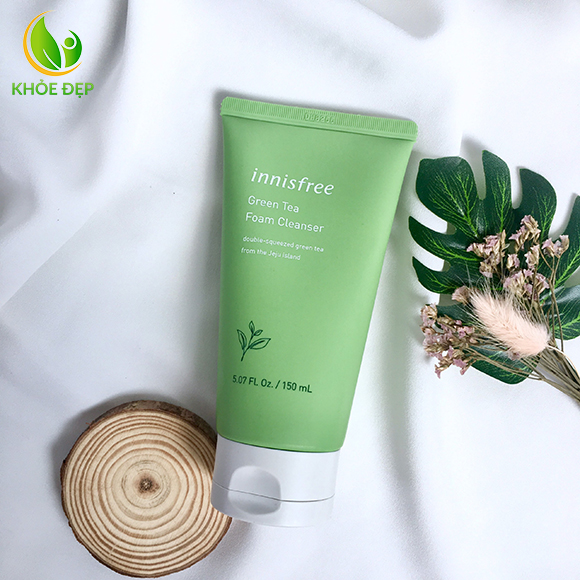 KHỎE ĐẸP
innisfree
Green Tea
Foam Cleanser
double-squeezed green tea
from the Jeju island
5.07 FL Oz. / 150 mL